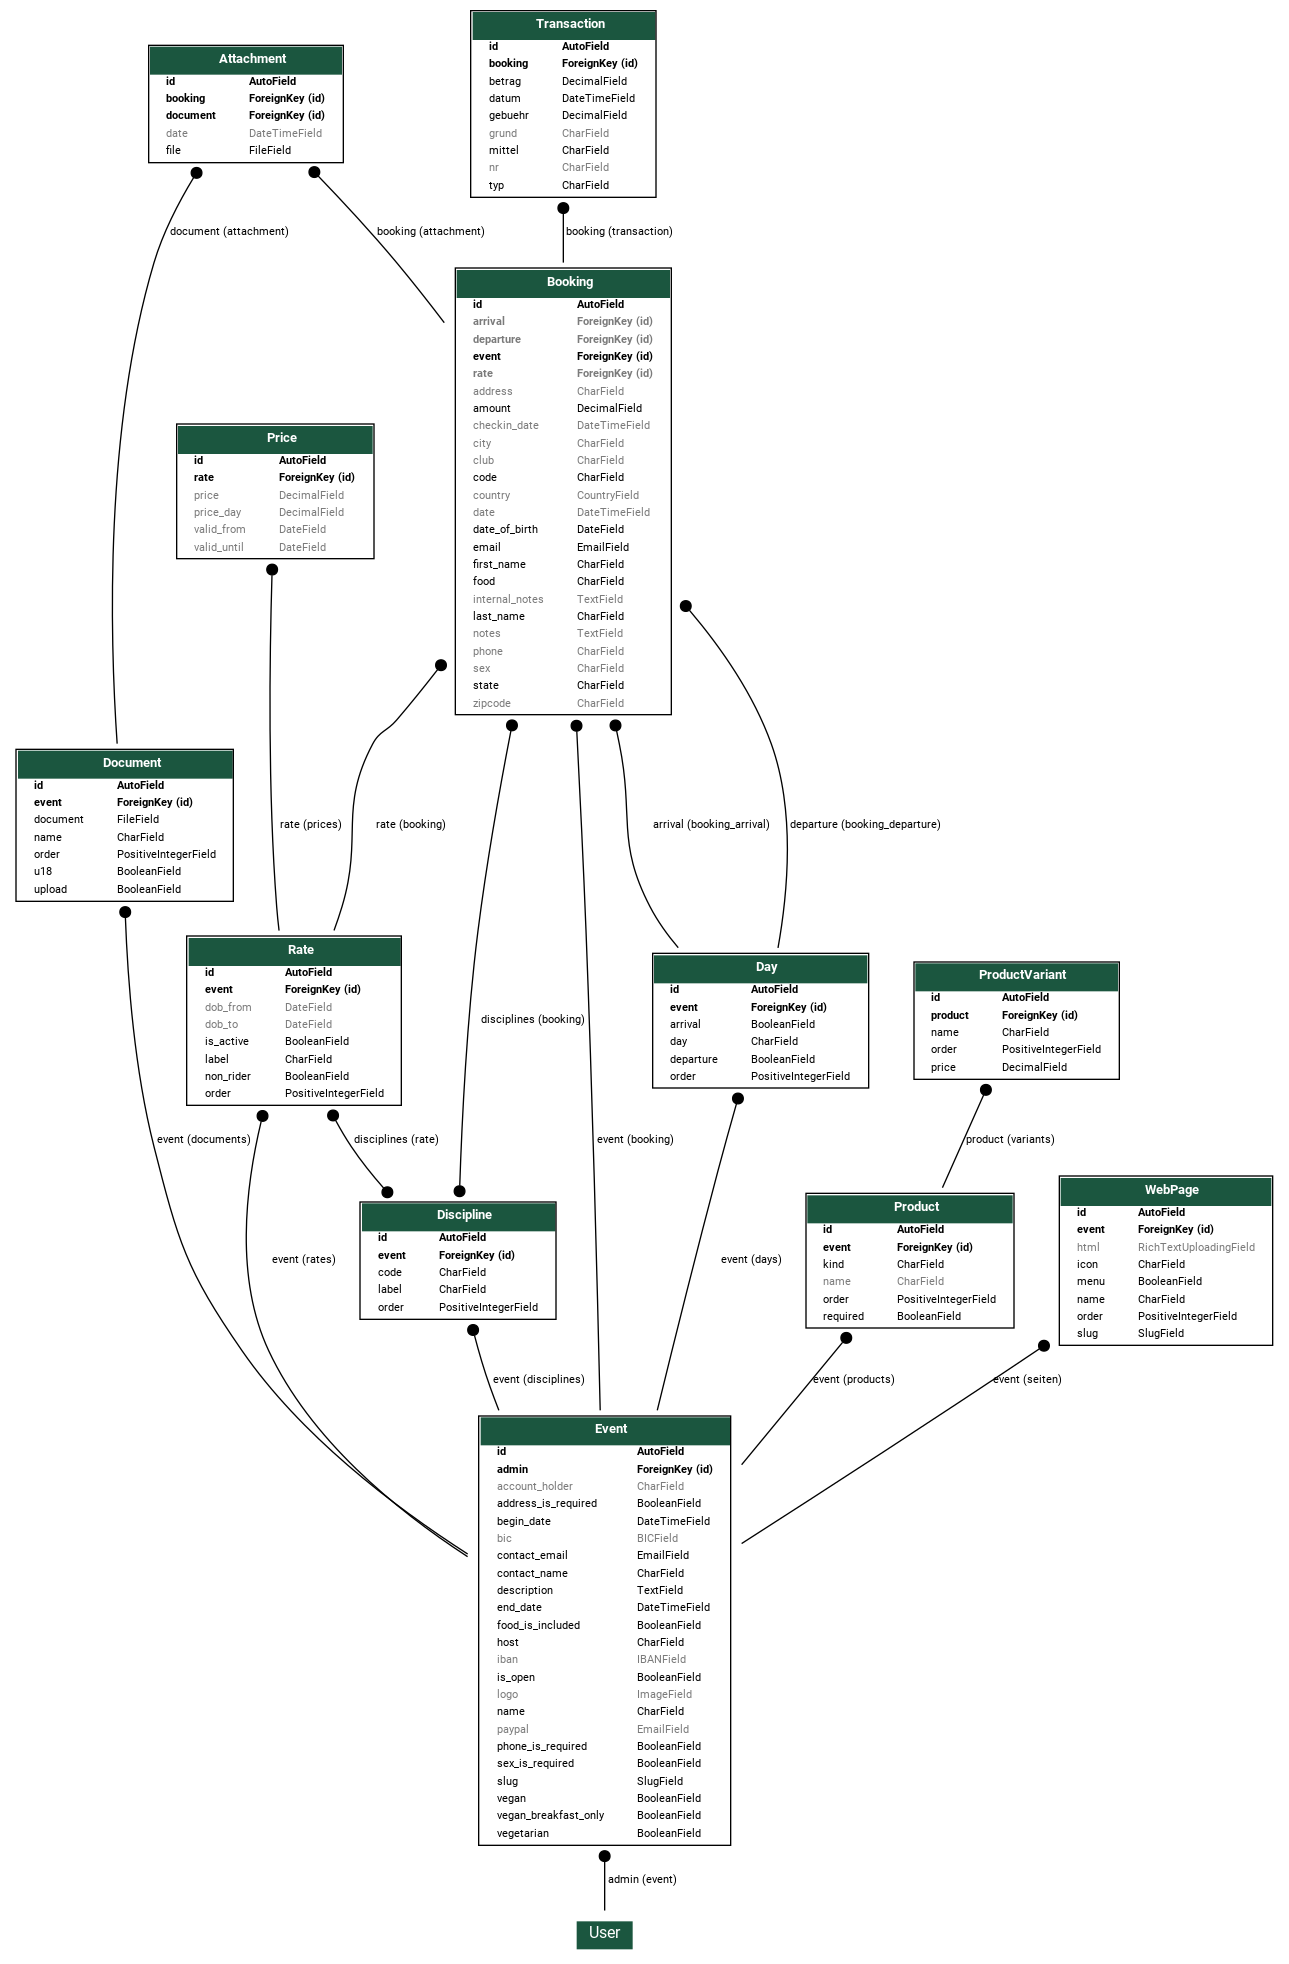 Transaction
id AutoField
booking ForeignKey (id)
betrag DecimalField
datum DateTimeField
gebuehr DecimalField
grund CharField
mittel CharField
nr CharField
typ CharField
Attachment
id AutoField
booking ForeignKey (id)
document ForeignKey (id)
date DateTimeField
file FileField
document (attachment)
booking (attachment)
booking (transaction)
Booking
id AutoField
arrival ForeignKey (id)
departure ForeignKey (id)
event ForeignKey (id)
rate ForeignKey (id)
address CharField
amount DecimalField
checkin_date DateTimeField
city CharField
club CharField
code CharField
country CountryField
date DateTimeField
date_of_birth DateField
email EmailField
first_name CharField
food CharField
internal_notes TextField
last_name CharField
notes TextField
phone CharField
sex CharField
state CharField
zipcode CharField
Price
id AutoField
rate ForeignKey (id)
price DecimalField
price_day DecimalField
valid_from DateField
valid_until DateField
Document
id AutoField
event ForeignKey (id)
document FileField
name CharField
order PositiveIntegerField
u18 BooleanField
upload BooleanField
rate (prices)
rate (booking)
arrival (booking_arrival)
departure (booking_departure)
Rate
id AutoField
event ForeignKey (id)
dob_from DateField
dob_to DateField
is_active BooleanField
label CharField
non_rider BooleanField
order PositiveIntegerField
disciplines (booking)
Day
id AutoField
event ForeignKey (id)
arrival BooleanField
day CharField
departure BooleanField
order PositiveIntegerField
ProductVariant
id AutoField
product ForeignKey (id)
name CharField
order PositiveIntegerField
price DecimalField
event (documents)
disciplines (rate)
event (booking)
product (variants)
Discipline
id AutoField
event ForeignKey (id)
code CharField
label CharField
order PositiveIntegerField
Product
id AutoField
event ForeignKey (id)
kind CharField
name CharField
order PositiveIntegerField
required BooleanField
WebPage
id AutoField
event ForeignKey (id)
html RichTextUploadingField
icon CharField
menu BooleanField
name CharField
order PositiveIntegerField
slug SlugField
event (rates)
event (days)
event (disciplines)
event (products)
event (seiten)
Event
id AutoField
admin ForeignKey (id)
account_holder CharField
address_is_required BooleanField
begin_date DateTimeField
bic BICField
contact_email EmailField
contact_name CharField
description TextField
end_date DateTimeField
food_is_included BooleanField
host CharField
iban IBANField
is_open BooleanField
logo ImageField
name CharField
paypal EmailField
phone_is_required BooleanField
sex_is_required BooleanField
slug SlugField
vegan BooleanField
vegan_breakfast_only BooleanField
vegetarian BooleanField
admin (event)
User